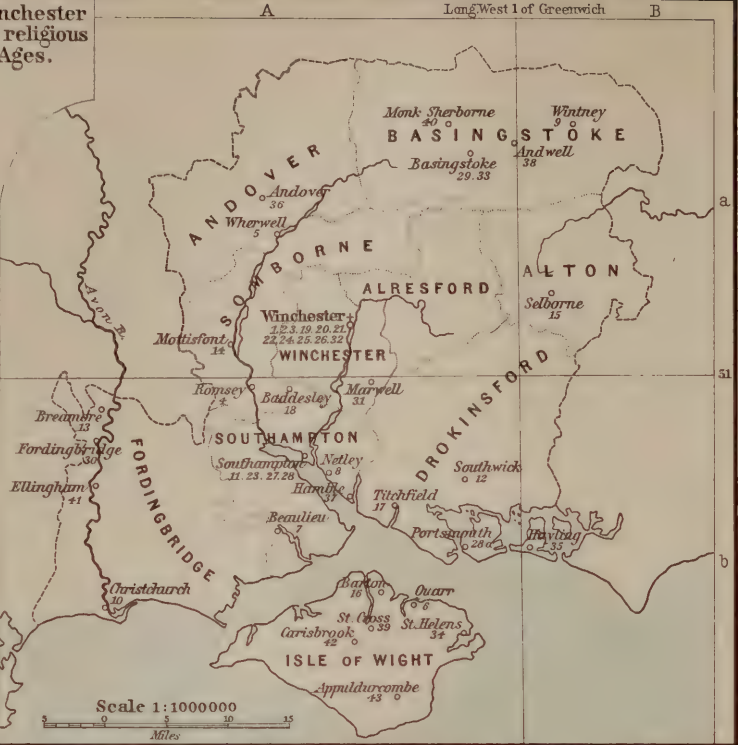 nchester
religious
Ages.
A
Long. West 1 of Greenwich
B
Monk Sherborne
40
Wintney
9
BASINGSTOKE
Andwell
38
Basingstoke
29.33
ANDOVER
Andover
36
Wherwell
5
a
SOMBORNE
ALTON
ALRESFORD
Selborne
15
Avon R.
Winchester
1.2.3.19.20.21.
22.24.25.26.32
Mottisfont
14
WINCHESTER
51
Romsey
4
Baddesley
18
Marwell
31
DROKINSFORD
Breamore
13
SOUTHAMPTON
Fordingbridge
30
FORDINGBRIDGE
Southampton
11.23.27.28
Netley
8
Southwick
12
Ellingham
41
Hamble
37
Titchfield
17
Beaulieu
7
Portsmouth
28a
Hayling
35
b
Christchurch
10
Barton
16
Quarr
6
St. Cross
39
St. Helens
34
Carisbrook
42
ISLE OF WIGHT
Appuldurcombe
43
Scale 1:1000000
5 0 5 10 15
Miles